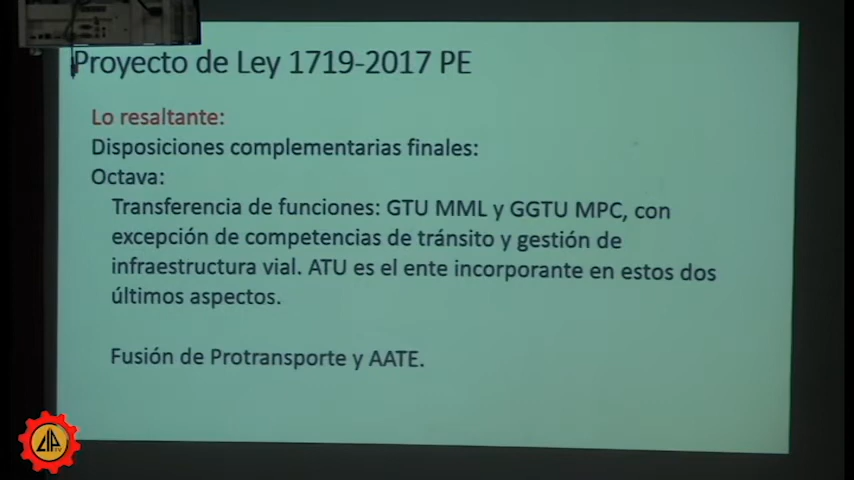 Proyecto de Ley 1719-2017 PE
Lo resaltante:
Disposiciones complementarias finales:
Octava:
Transferencia de funciones: GTU MML y GGTU MPC, con
excepción de competencias de tránsito y gestión de
infraestructura vial. ATU es el ente incorporante en estos dos
últimos aspectos.
Fusión de Protransporte y AATE.